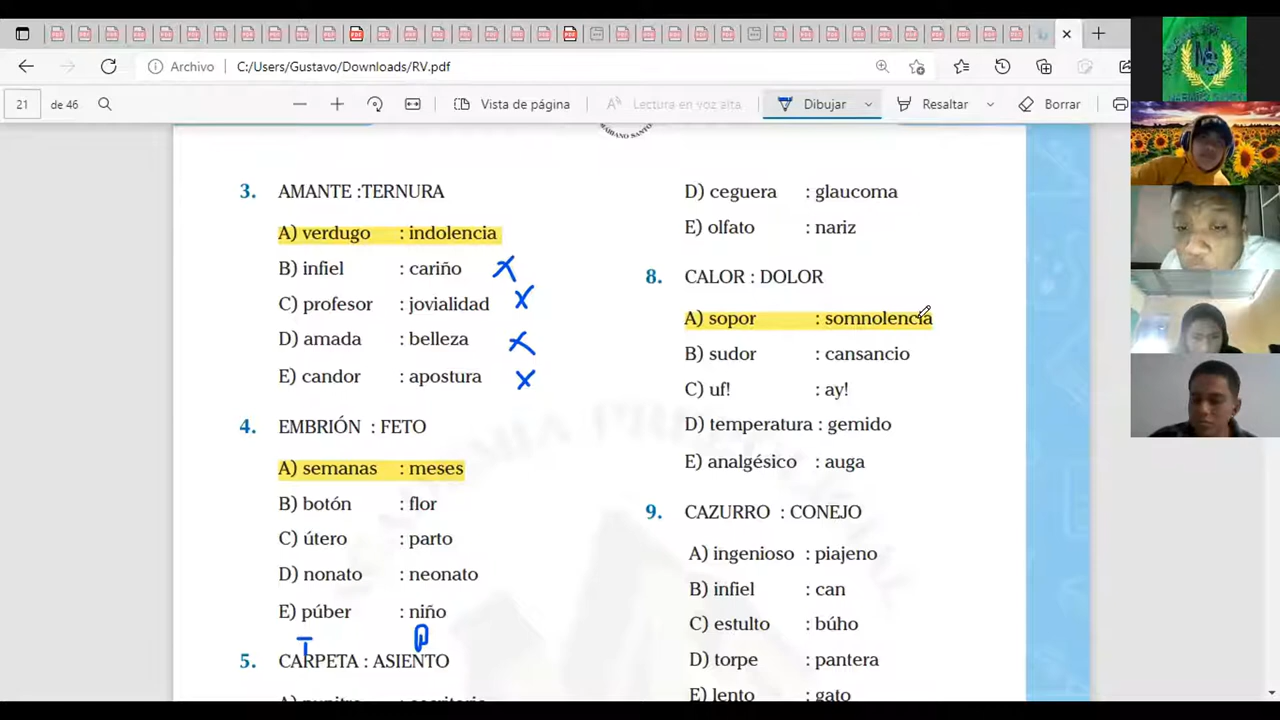 Archivo
C:/Users/Gustavo/Downloads/RV.pdf
21
de 46
Vista de página
Lectura en voz alta
Dibujar
Resaltar
Borrar
MARIANO SANTO
3. AMANTE :TERNURA
A) verdugo : indolencia
B) infiel : cariño
C) profesor : jovialidad
D) amada : belleza
E) candor : apostura
4. EMBRIÓN : FETO
A) semanas : meses
B) botón : flor
C) útero : parto
D) nonato : neonato
E) púber : niño
T P
5. CARPETA : ASIENTO
A) pupitre : escritorio
D) ceguera : glaucoma
E) olfato : nariz
8. CALOR : DOLOR
A) sopor : somnolencia
B) sudor : cansancio
C) uf! : ay!
D) temperatura : gemido
E) analgésico : auga
9. CAZURRO : CONEJO
A) ingenioso : piajeno
B) infiel : can
C) estulto : búho
D) torpe : pantera
E) lento : gato